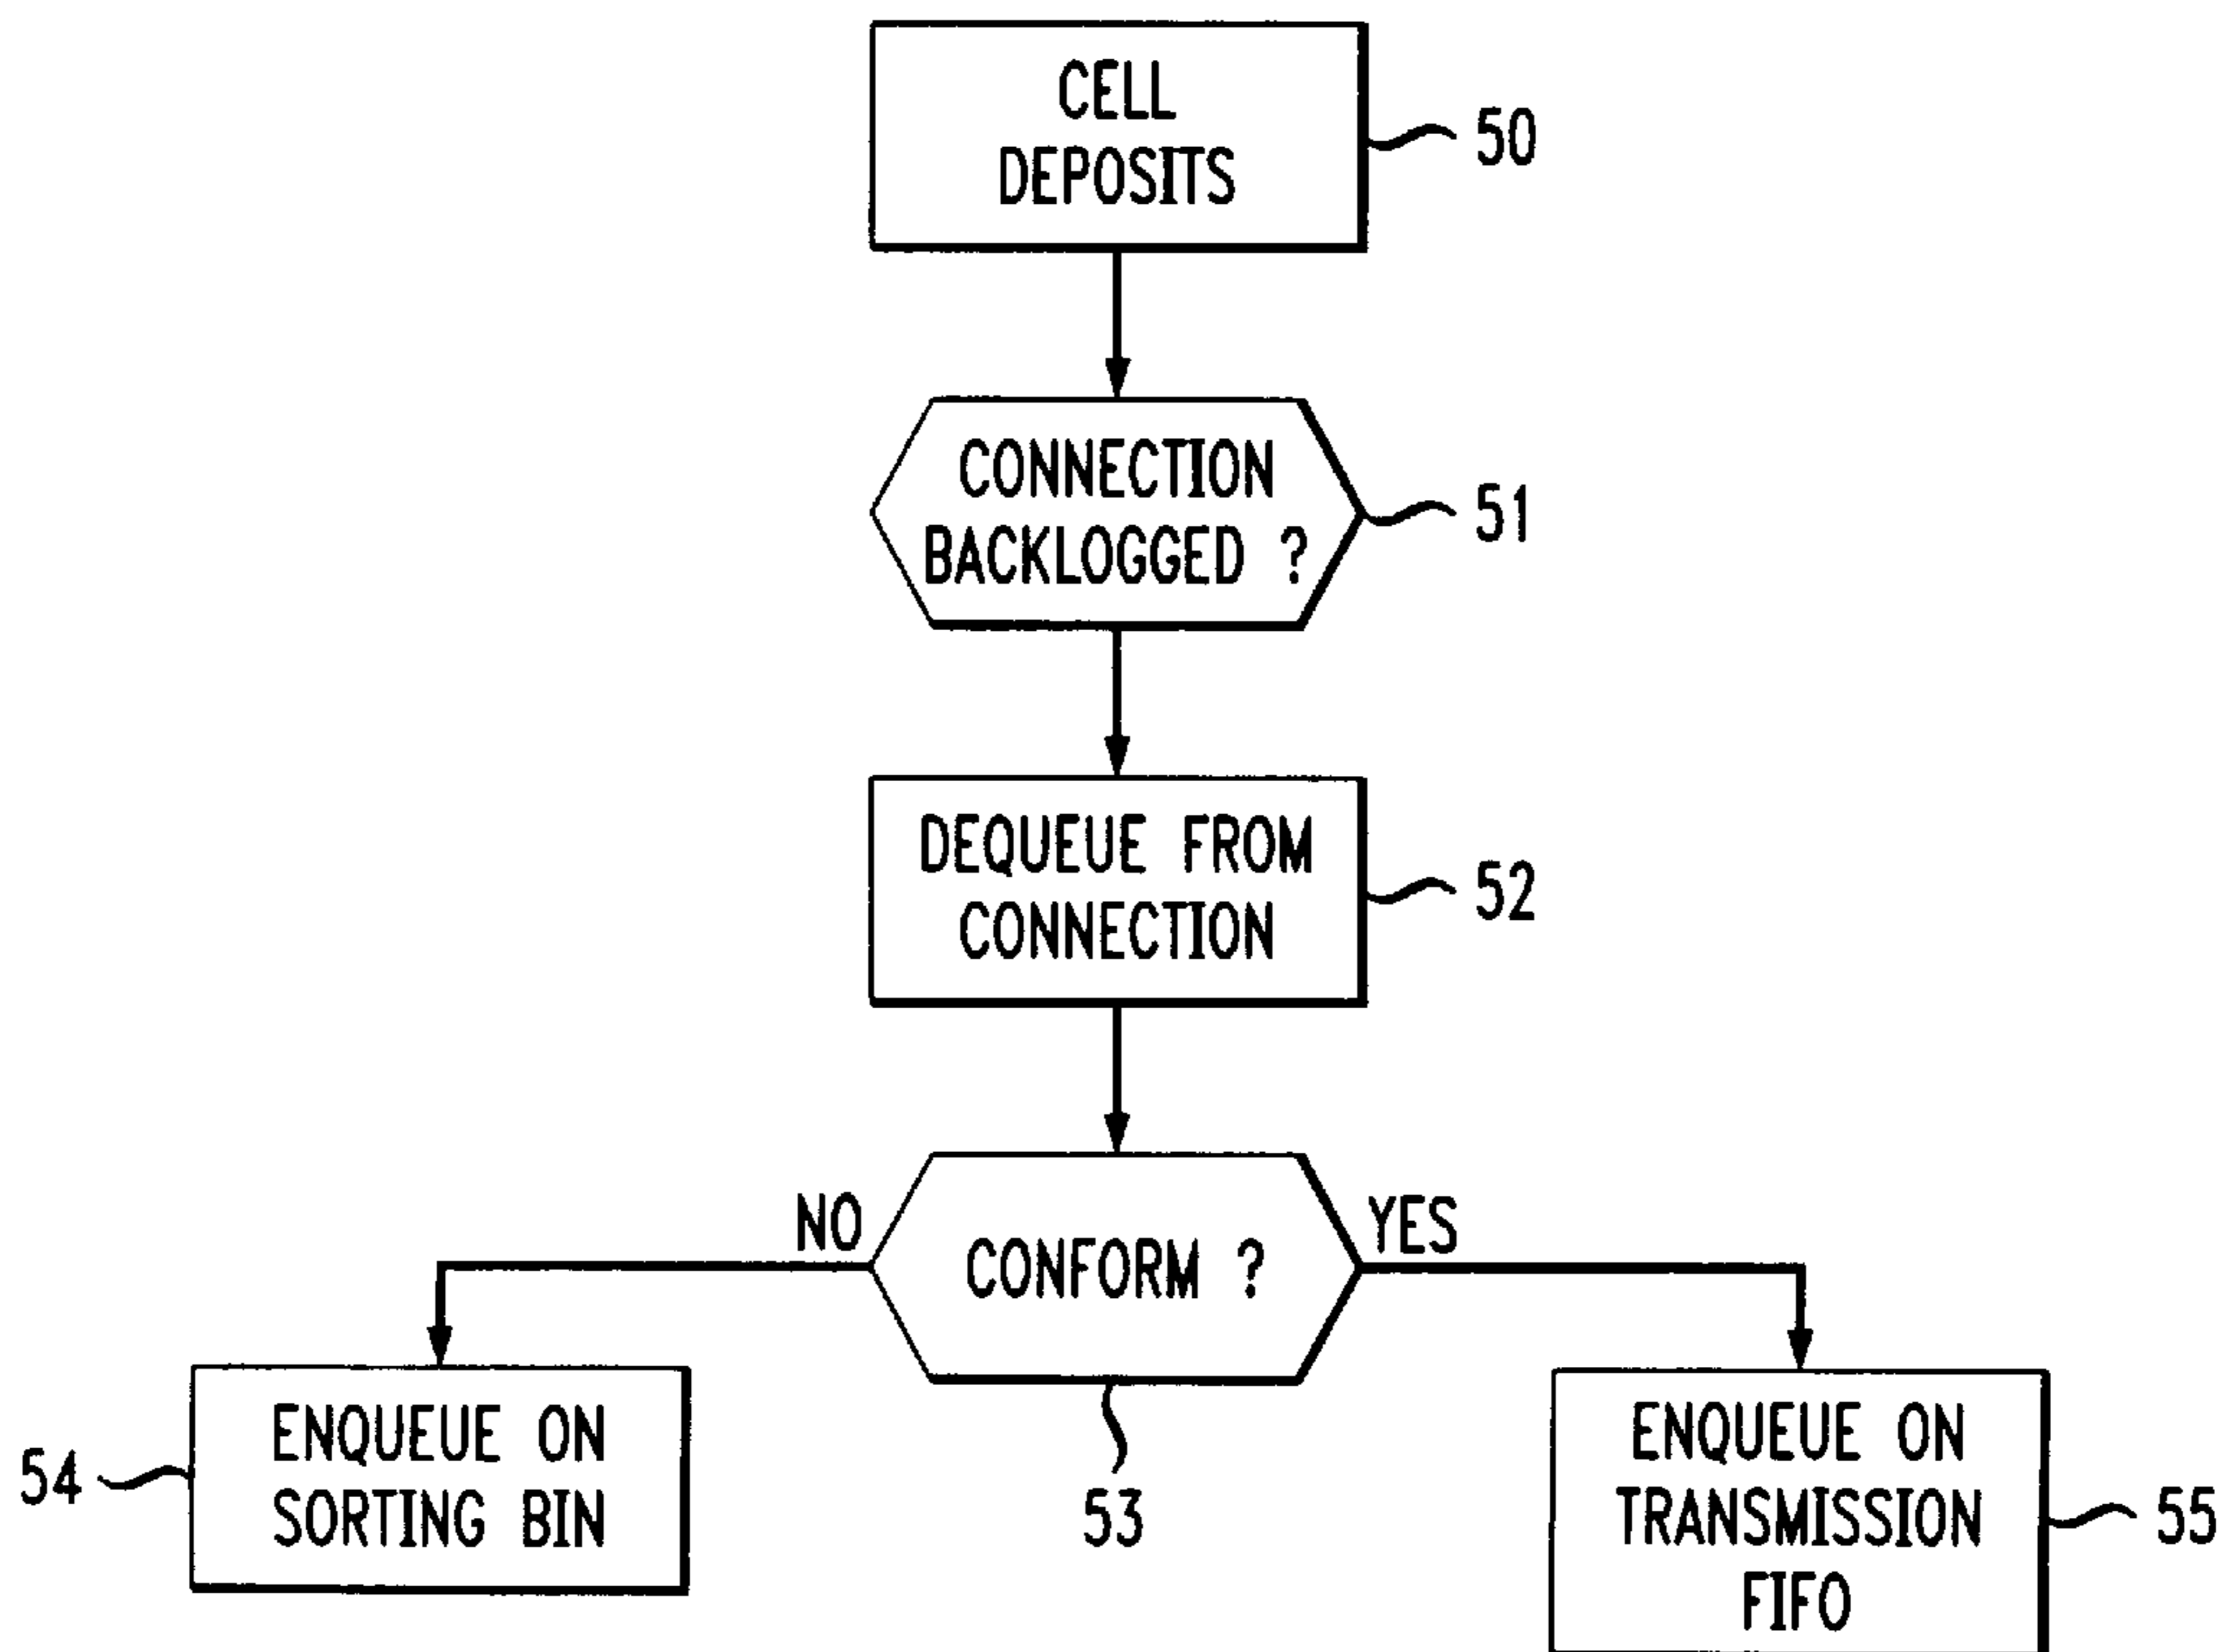 CELL
DEPOSITS
50
CONNECTION
BACKLOGGED ?
51
DEQUEUE FROM
CONNECTION
52
NO
YES
CONFORM ?
53
54
ENQUEUE ON
SORTING BIN
ENQUEUE ON
TRANSMISSION
FIFO
55